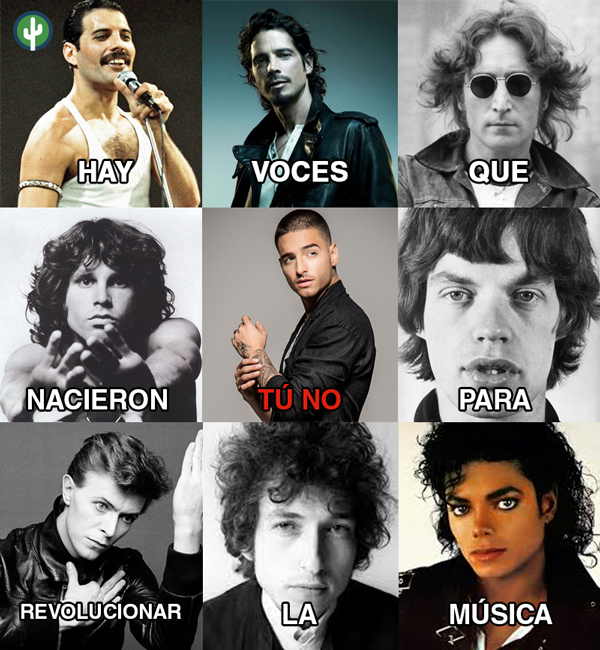 HAY VOCES QUE
NACIERON TÚ NO PARA
REVOLUCIONAR LA MÚSICA